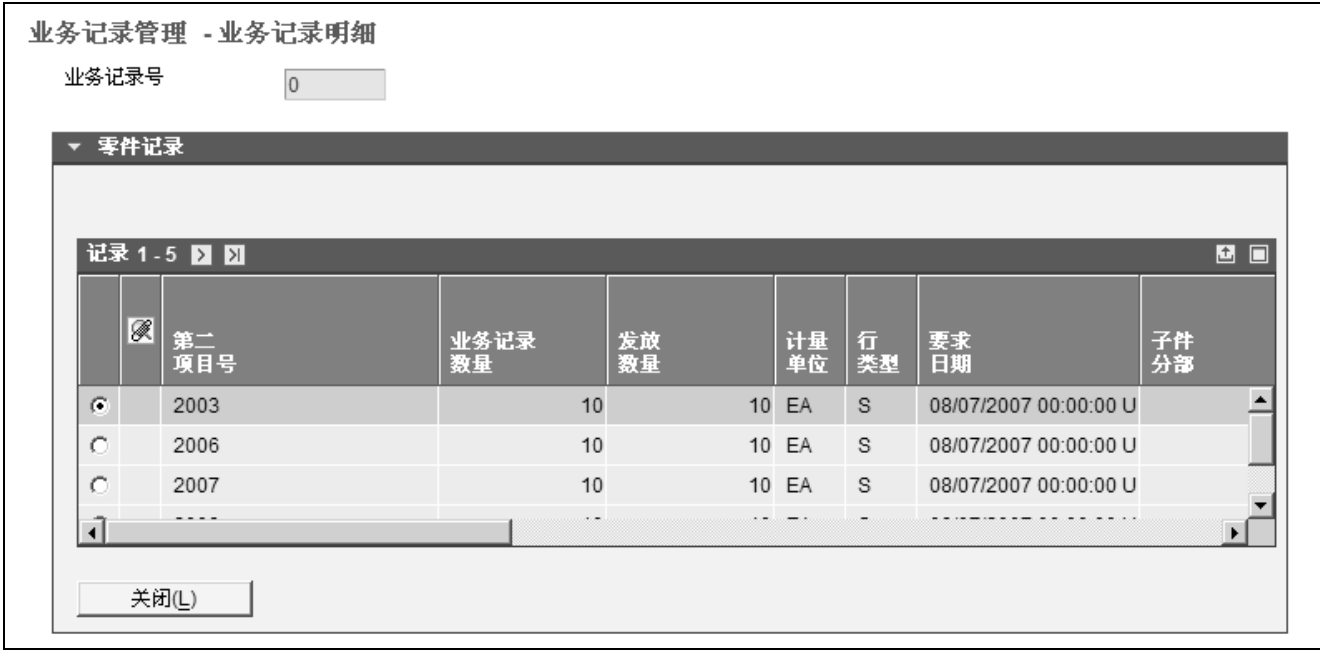 业务记录管理 - 业务记录明细
业务记录号 0
零件记录
记录 1 - 5
第二 项目号 业务记录 数量 发放 数量 计量 单位 行 类型 要求 日期 子件 分部
2003 10 10 EA S 08/07/2007 00:00:00 U
2006 10 10 EA S 08/07/2007 00:00:00 U
2007 10 10 EA S 08/07/2007 00:00:00 U
关闭(L)